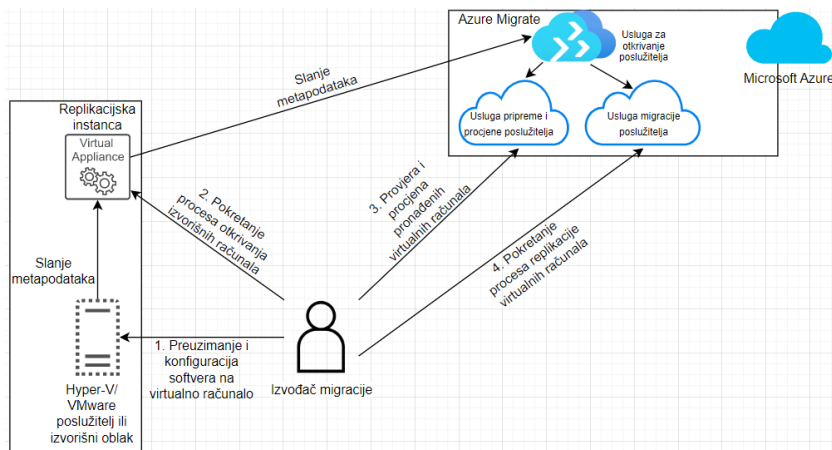 Azure Migrate
Usluga za
otkrivanje
poslužitelja
Microsoft Azure
Usluga pripreme i
procjene poslužitelja
Usluga migracije
poslužitelja
Slanje
metapodataka
Replikacijska
instanca
Virtual
Appliance
2. Pokretanje
procesa otkrivanja
izvorišnih računala
3. Provjera i
procjena
pronađenih
virtualnih računala
4. Pokretanje
procesa replikacije
virtualnih računala
Slanje
metapodataka
1. Preuzimanje i
konfiguracija
softvera na
virtualno računalo
Izvođač migracije
Hyper-V/
VMware
poslužitelj ili
izvorišni oblak